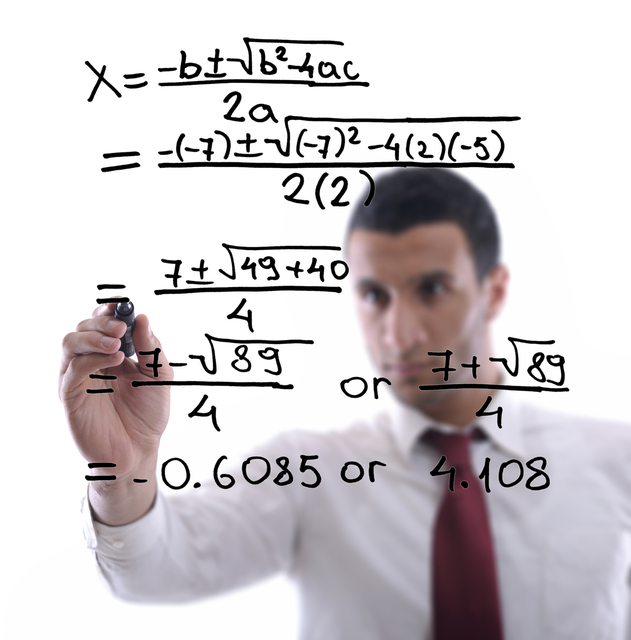 X = -b±√b²-4ac / 2a
= -(-7)±√(-7)²-4(2)(-5) / 2(2)
= 7±√49+40 / 4
= 7-√89 / 4 or 7+√89 / 4
= -0.6085 or 4.108